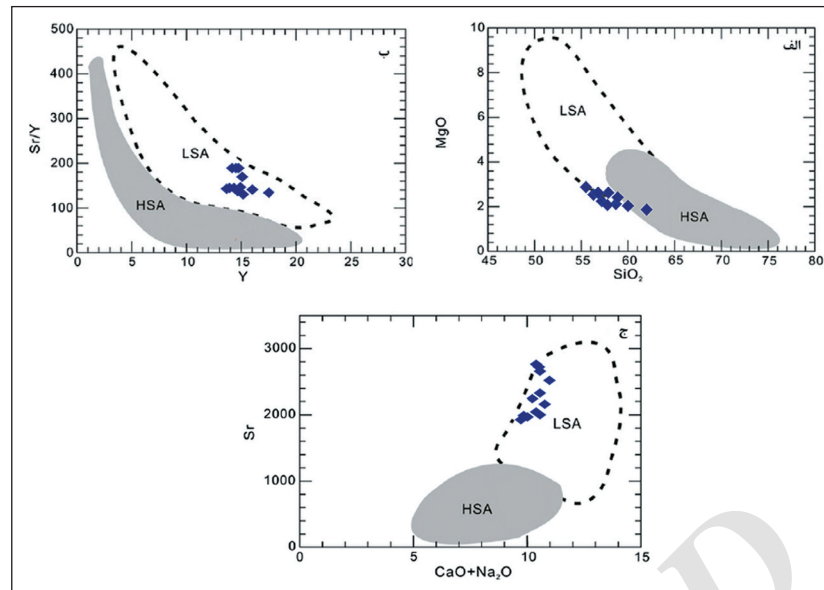 500
400
300
200
100
0
Sr/Y
LSA
HSA
0 5 10 15 20 25 30
Y
الف
10
8
6
4
2
0
MgO
LSA
HSA
45 50 55 60 65 70 75 80
SiO₂
ج
3000
2000
1000
0
Sr
LSA
HSA
0 5 10 15
CaO+Na₂O